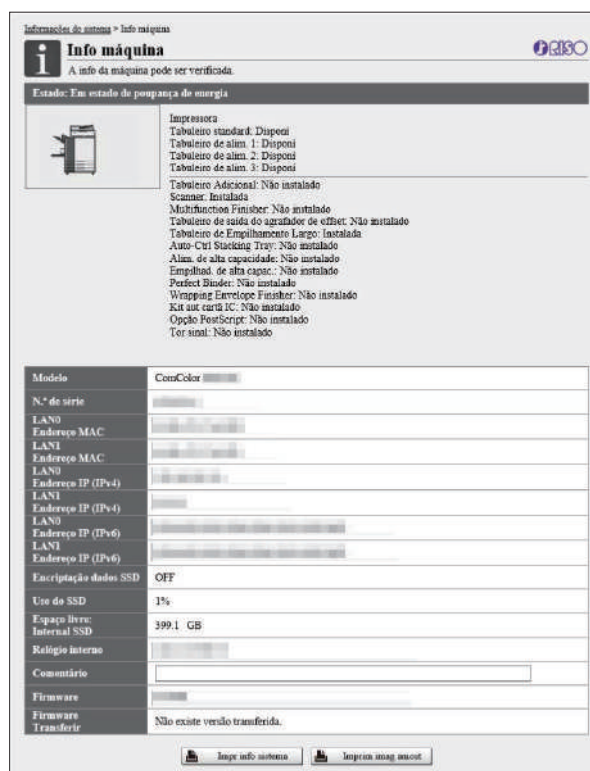 Informações do sistema > Info máquina
Info máquina
RISO
A info da máquina pode ser verificada.
Estado: Em estado de poupança de energia
Impressora
Tabuleiro standard: Disponi
Tabuleiro de alim. 1: Disponi
Tabuleiro de alim. 2: Disponi
Tabuleiro de alim. 3: Disponi
Tabuleiro Adicional: Não instalado
Scanner: Instalada
Multifunction Finisher: Não instalado
Tabuleiro de saída do agrafador de offset: Não instalado
Tabuleiro de Empilhamento Largo: Instalada
Auto-Ctrl Stacking Tray: Não instalado
Alim. de alta capacidade: Não instalado
Empilhad. de alta capac.: Não instalado
Perfect Binder: Não instalado
Wrapping Envelope Finisher: Não instalado
Kit aut cartã IC: Não instalado
Opção PostScript: Não instalado
Tor sinal: Não instalado
Modelo ComColor
N.º de série
LAN0
Endereço MAC
LAN1
Endereço MAC
LAN0
Endereço IP (IPv4)
LAN1
Endereço IP (IPv4)
LAN0
Endereço IP (IPv6)
LAN1
Endereço IP (IPv6)
Encriptação dados SSD OFF
Uso do SSD 1%
Espaço livre:
Internal SSD 399.1 GB
Relógio interno
Comentário
Firmware
Firmware
Transferir Não existe versão transferida.
Impr info sistema Imprim imag amost